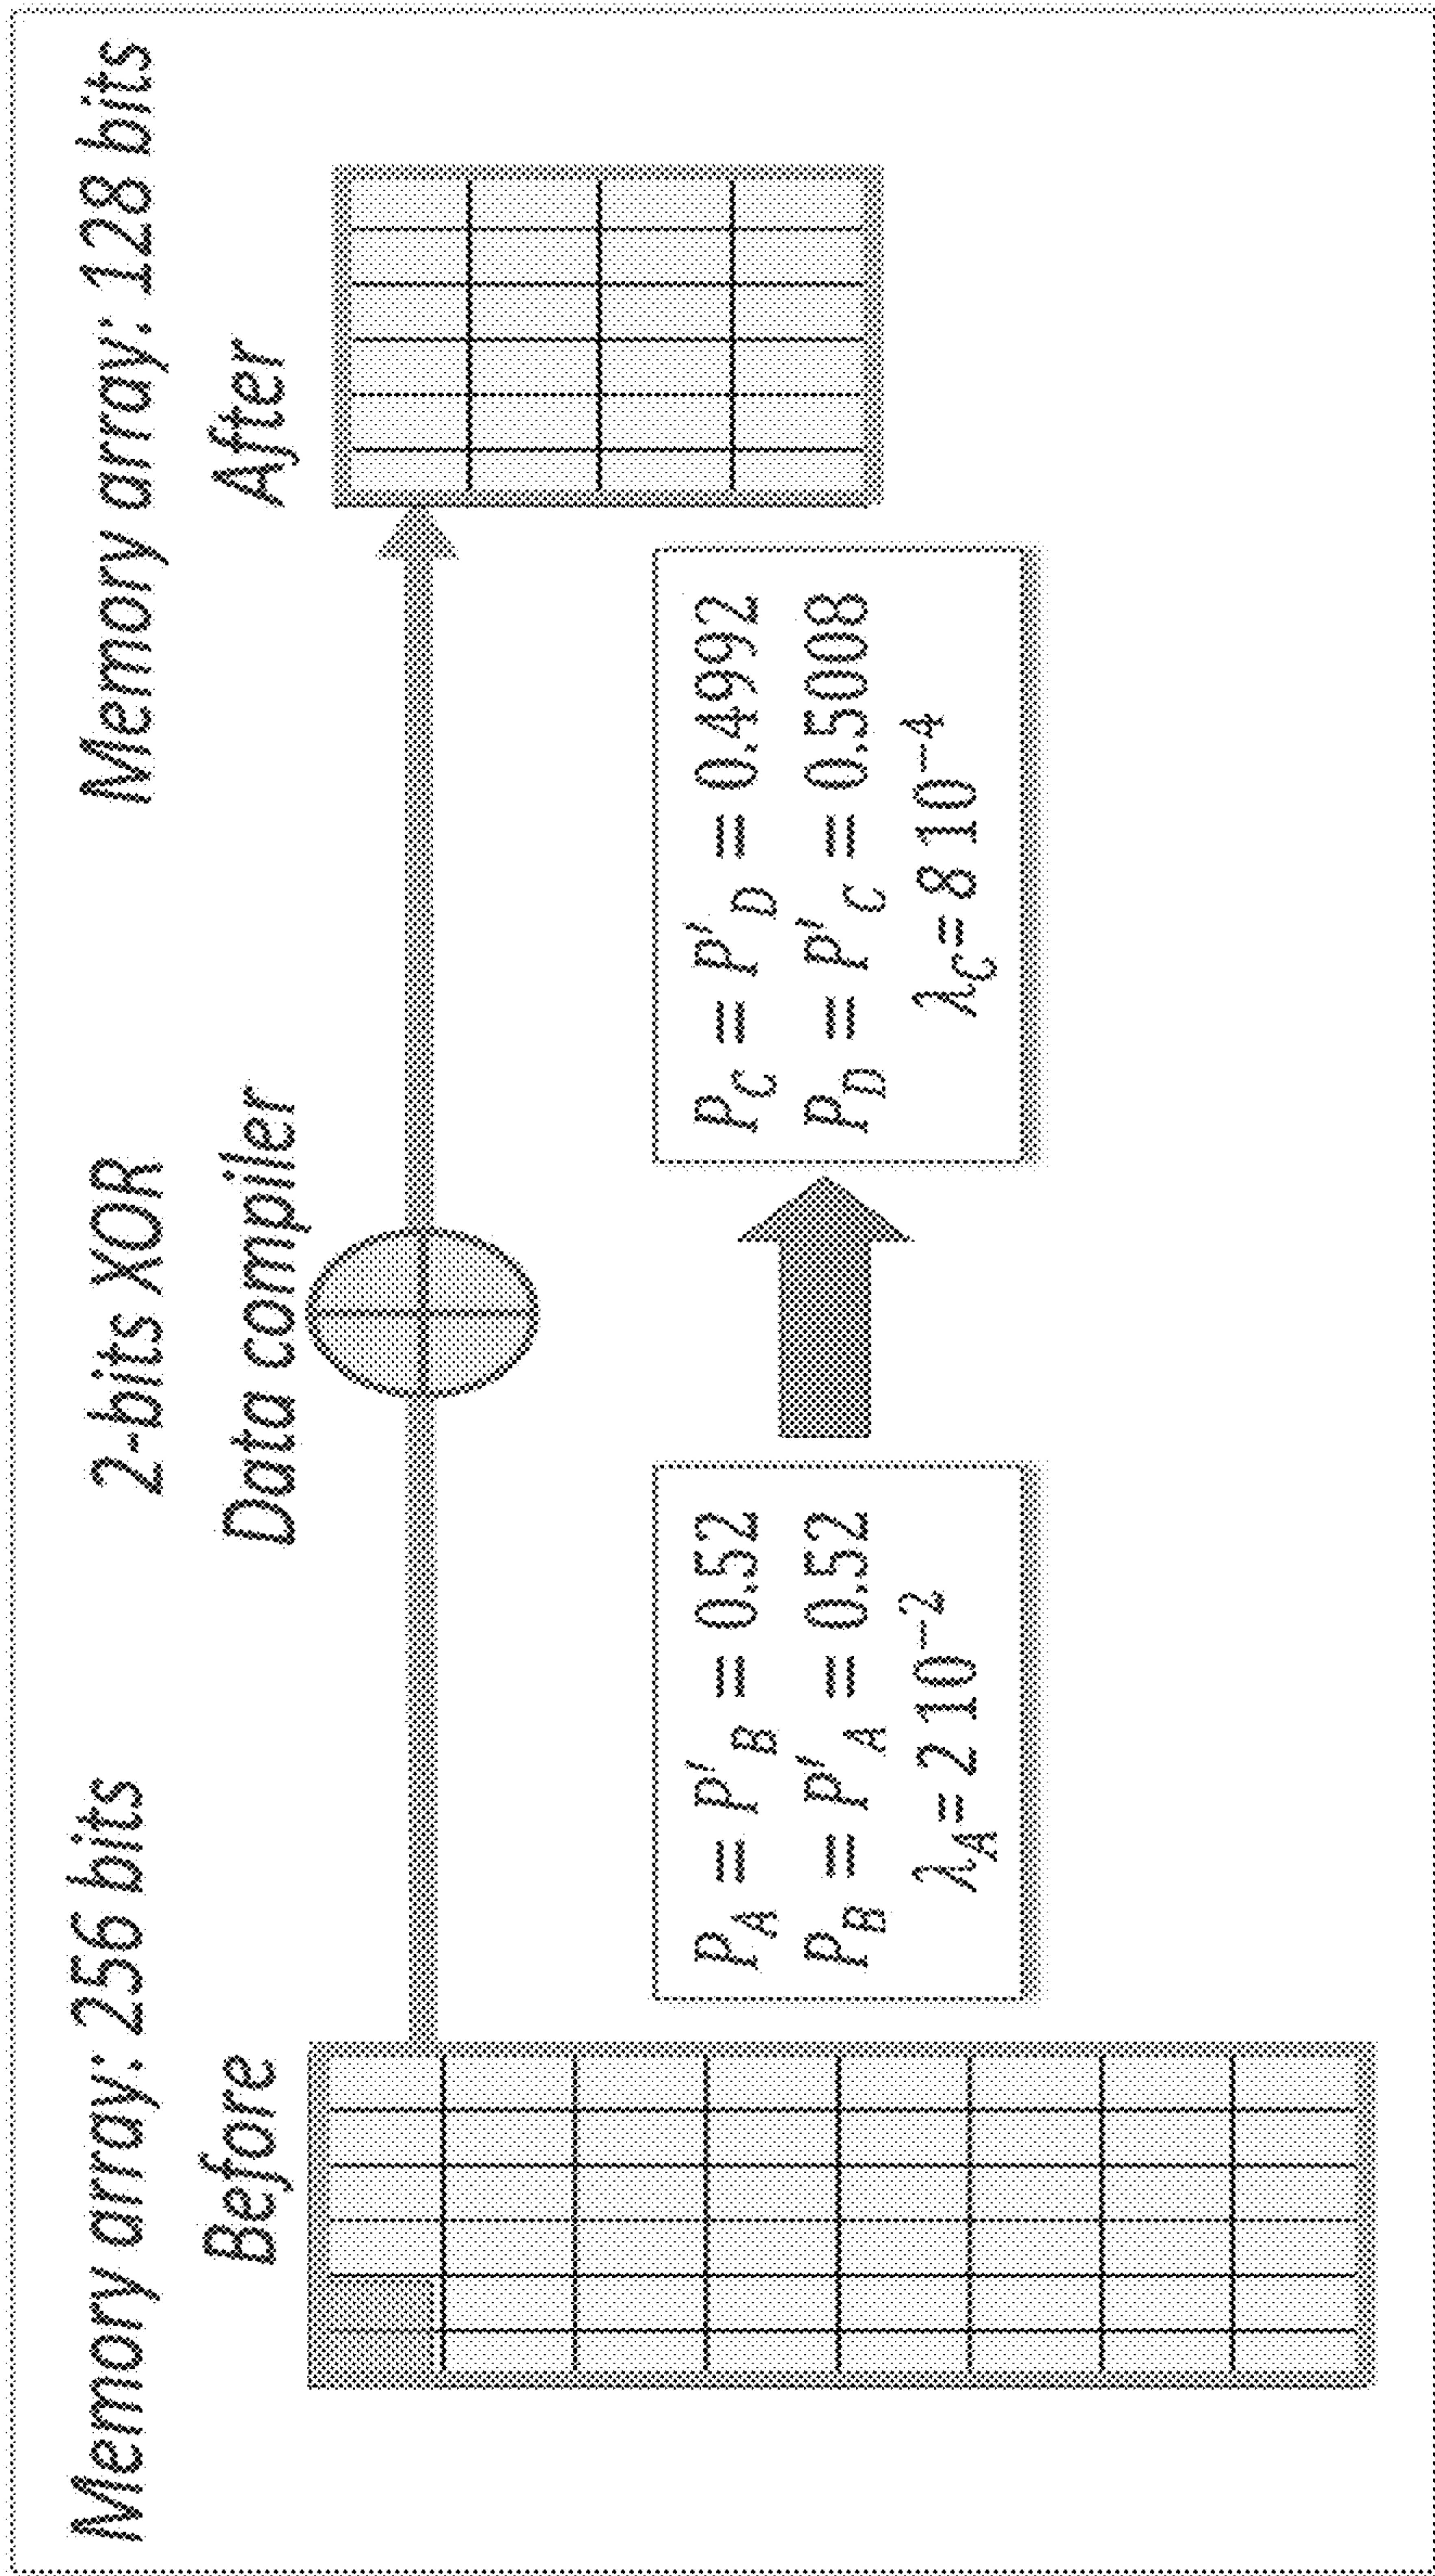 Memory array: 256 bits
Before
2-bits XOR
Data compiler
Memory array: 128 bits
After
P_A = P'_B = 0.52
P_B = P'_A = 0.52
λ_A = 2 10^-2
P_C = P'_D = 0.4992
P_D = P'_C = 0.5008
λ_C = 8 10^-4